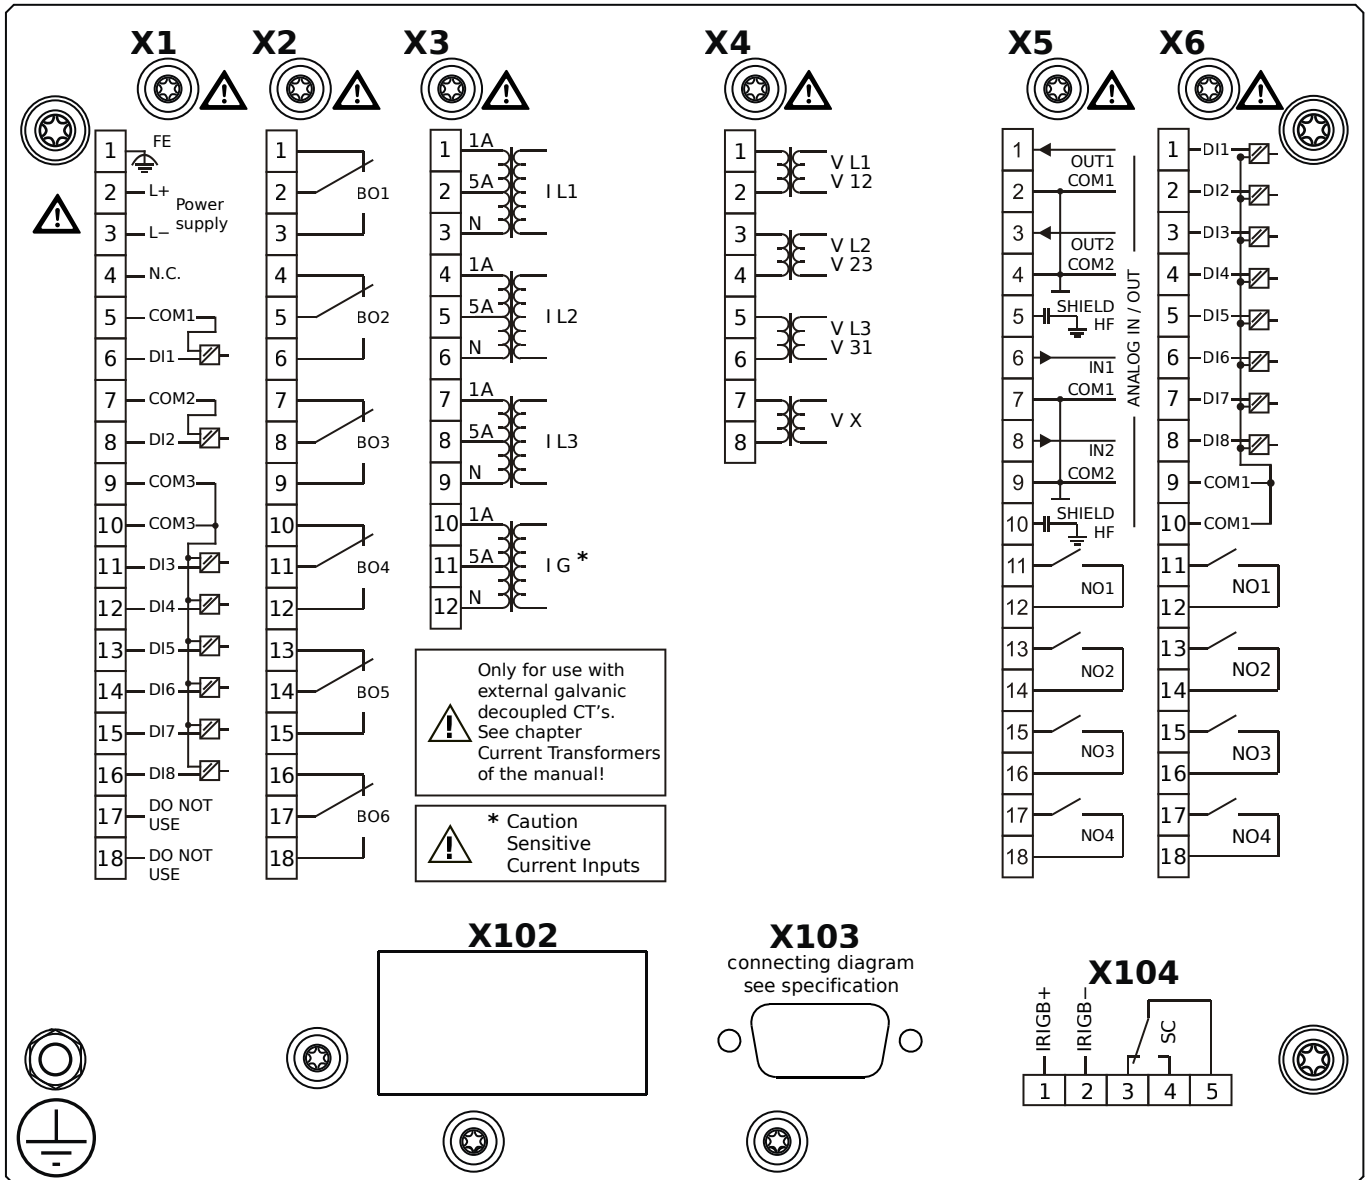 X1 X2 X3 X4 X5 X6
1 FE
2 L+
Power
supply
3 L−
4 N.C.
5 COM1
6 DI1
7 COM2
8 DI2
9 COM3
10 COM3
11 DI3
12 DI4
13 DI5
14 DI6
15 DI7
16 DI8
17 DO NOT
USE
18 DO NOT
USE
1
2 BO1
3
4
5 BO2
6
7
8 BO3
9
10
11 BO4
12
13
14 BO5
15
16
17 BO6
18
1 1A
2 5A I L1
3 N
4 1A
5 5A I L2
6 N
7 1A
8 5A I L3
9 N
10 1A
11 5A I G *
12 N
Only for use with
external galvanic
decoupled CT's.
See chapter
Current Transformers
of the manual!
* Caution
Sensitive
Current Inputs
1 V L1
2 V 12
3 V L2
4 V 23
5 V L3
6 V 31
7 V X
8
1 OUT1
2 COM1
3 OUT2
4 COM2
5 SHIELD
HF
6 IN1
7 COM1
8 IN2
9 COM2
10 SHIELD
HF
ANALOG IN / OUT
11 NO1
12
13 NO2
14
15 NO3
16
17 NO4
18
1 DI1
2 DI2
3 DI3
4 DI4
5 DI5
6 DI6
7 DI7
8 DI8
9 COM1
10 COM1
11 NO1
12
13 NO2
14
15 NO3
16
17 NO4
18
X102
X103
connecting diagram
see specification
X104
IRIGB+
IRIGB−
SC
1 2 3 4 5